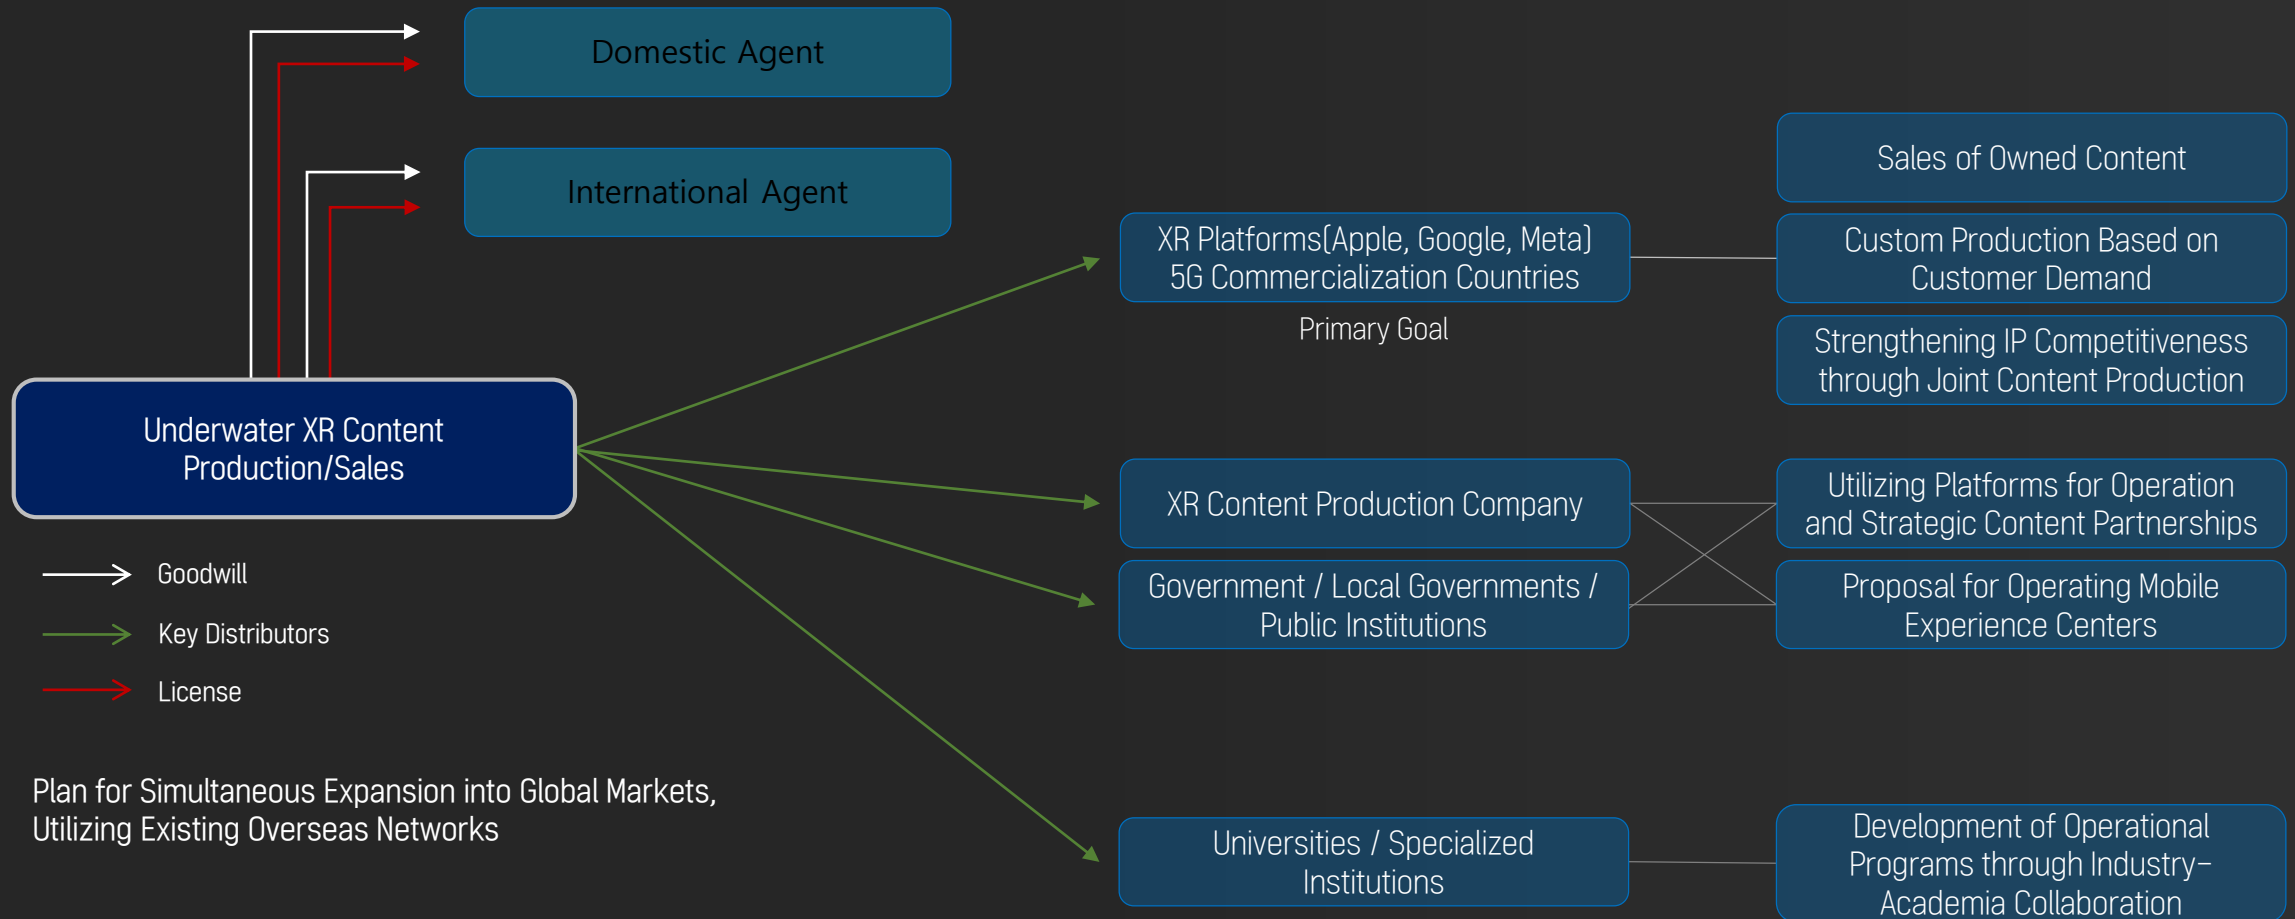 Domestic Agent
International Agent
Sales of Owned Content
XR Platforms(Apple, Google, Meta)
5G Commercialization Countries
Primary Goal
Custom Production Based on
Customer Demand
Strengthening IP Competitiveness
through Joint Content Production
Underwater XR Content
Production/Sales
XR Content Production Company
Utilizing Platforms for Operation
and Strategic Content Partnerships
Government / Local Governments /
Public Institutions
Proposal for Operating Mobile
Experience Centers
Goodwill
Key Distributors
License
Plan for Simultaneous Expansion into Global Markets,
Utilizing Existing Overseas Networks
Universities / Specialized
Institutions
Development of Operational
Programs through Industry-
Academia Collaboration